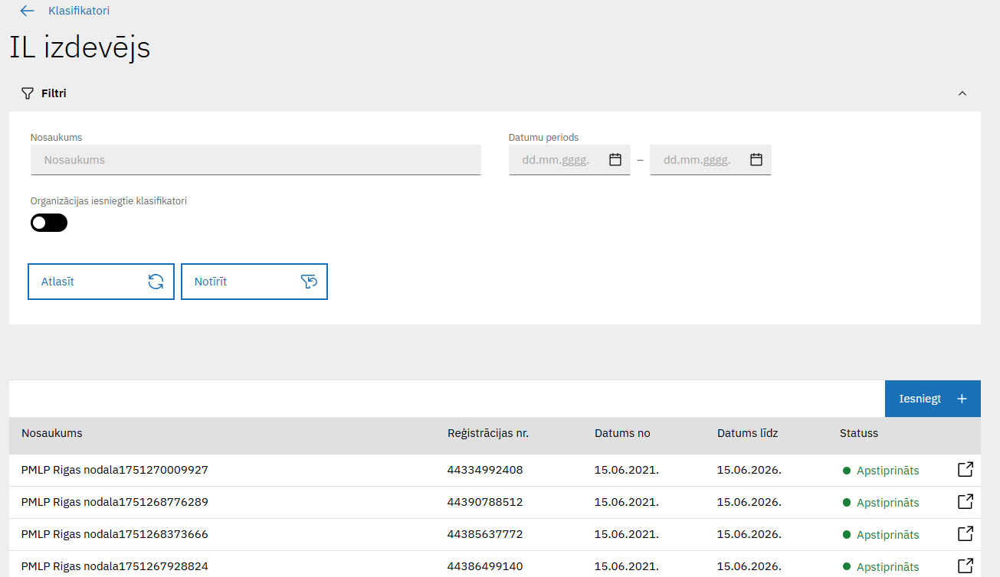 Klasifikatori
IL izdevējs
Filtri
Nosaukums
Datumu periods
Nosaukums
dd.mm.gggg.
–
dd.mm.gggg.
Organizācijas iesniegtie klasifikatori
Atlasīt
Notīrīt
Iesniegt +
Nosaukums Reģistrācijas nr. Datums no Datums līdz Statuss
PMLP Rigas nodala1751270009927 44334992408 15.06.2021. 15.06.2026. Apstiprināts
PMLP Rigas nodala1751268776289 44390788512 15.06.2021. 15.06.2026. Apstiprināts
PMLP Rigas nodala1751268373666 44385637772 15.06.2021. 15.06.2026. Apstiprināts
PMLP Rigas nodala1751267928824 44386499140 15.06.2021. 15.06.2026. Apstiprināts